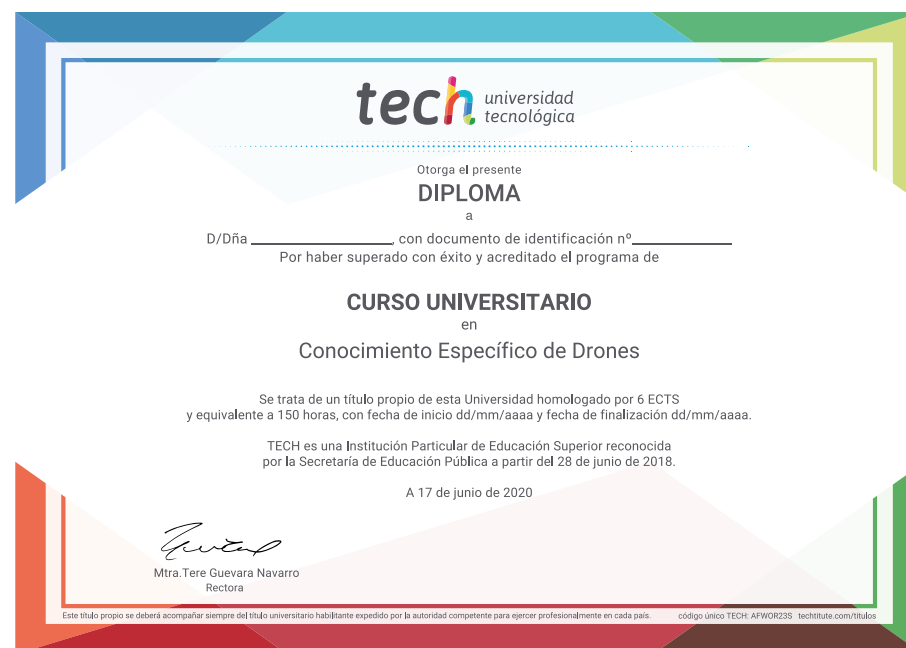 tech universidad
tecnológica
Otorga el presente
DIPLOMA
a
D/Dña ____________, con documento de identificación nº____________
Por haber superado con éxito y acreditado el programa de
CURSO UNIVERSITARIO
en
Conocimiento Específico de Drones
Se trata de un título propio de esta Universidad homologado por 6 ECTS
y equivalente a 150 horas, con fecha de inicio dd/mm/aaaa y fecha de finalización dd/mm/aaaa.
TECH es una Institución Particular de Educación Superior reconocida
por la Secretaría de Educación Pública a partir del 28 de junio de 2018.
A 17 de junio de 2020
Mtra.Tere Guevara Navarro
Rectora
Este título propio se deberá acompañar siempre del título universitario habilitante expedido por la autoridad competente para ejercer profesionalmente en cada país. código único TECH: AFWOR23S techtitute.com/titulos